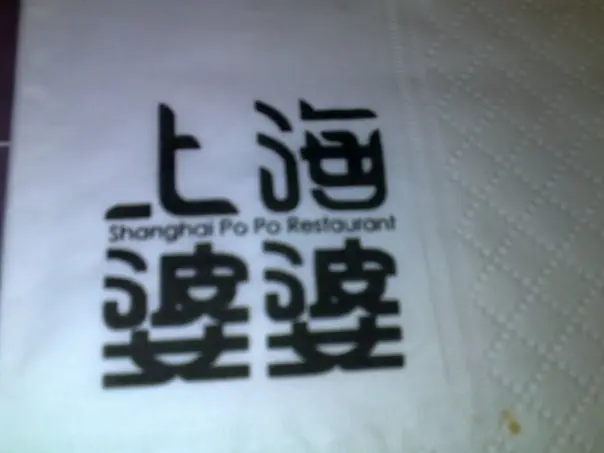 上海
Shanghai Po Po Restaurant
婆婆